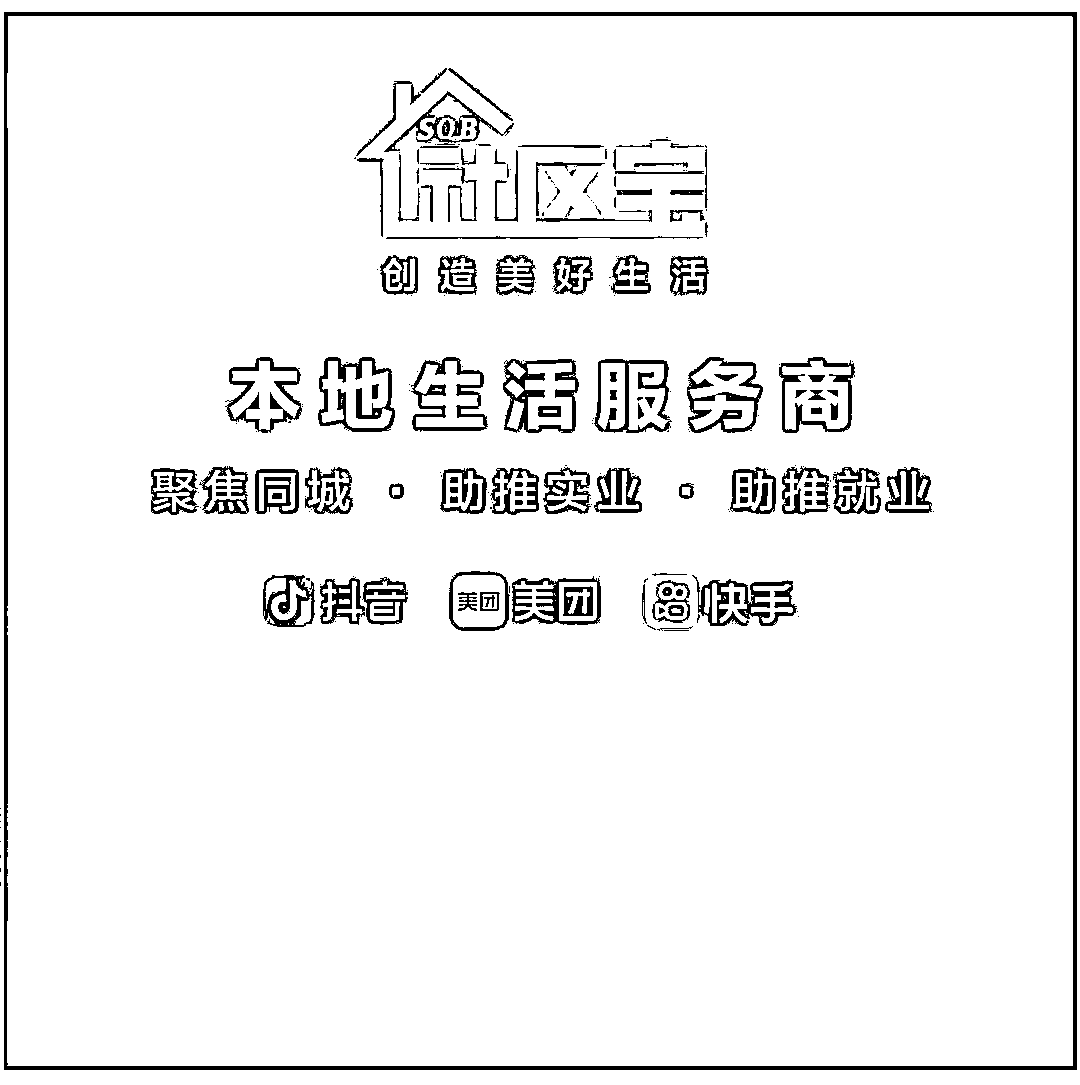 SQB
社区宝
创造美好生活
本地生活服务商
聚焦同城 · 助推实业 · 助推就业
抖音 美团 美团 快手